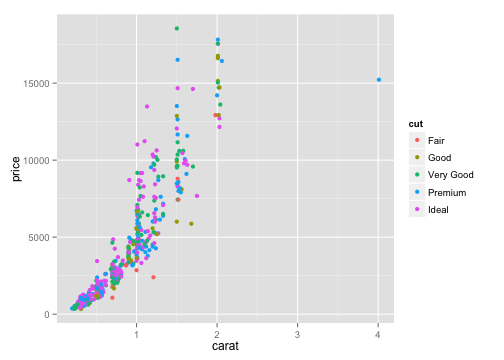 15000
10000
5000
0
price
1
2
3
4
carat
cut
Fair
Good
Very Good
Premium
Ideal